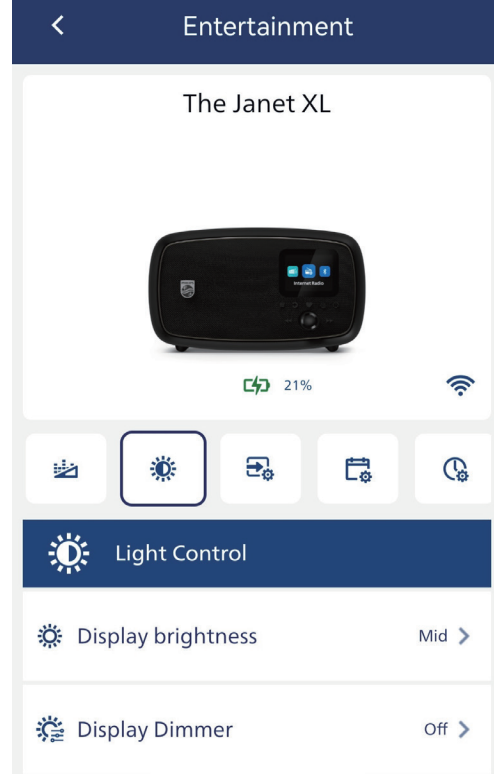 Entertainment
The Janet XL
Internet Radio
21%
Light Control
Display brightness
Mid
Display Dimmer
Off